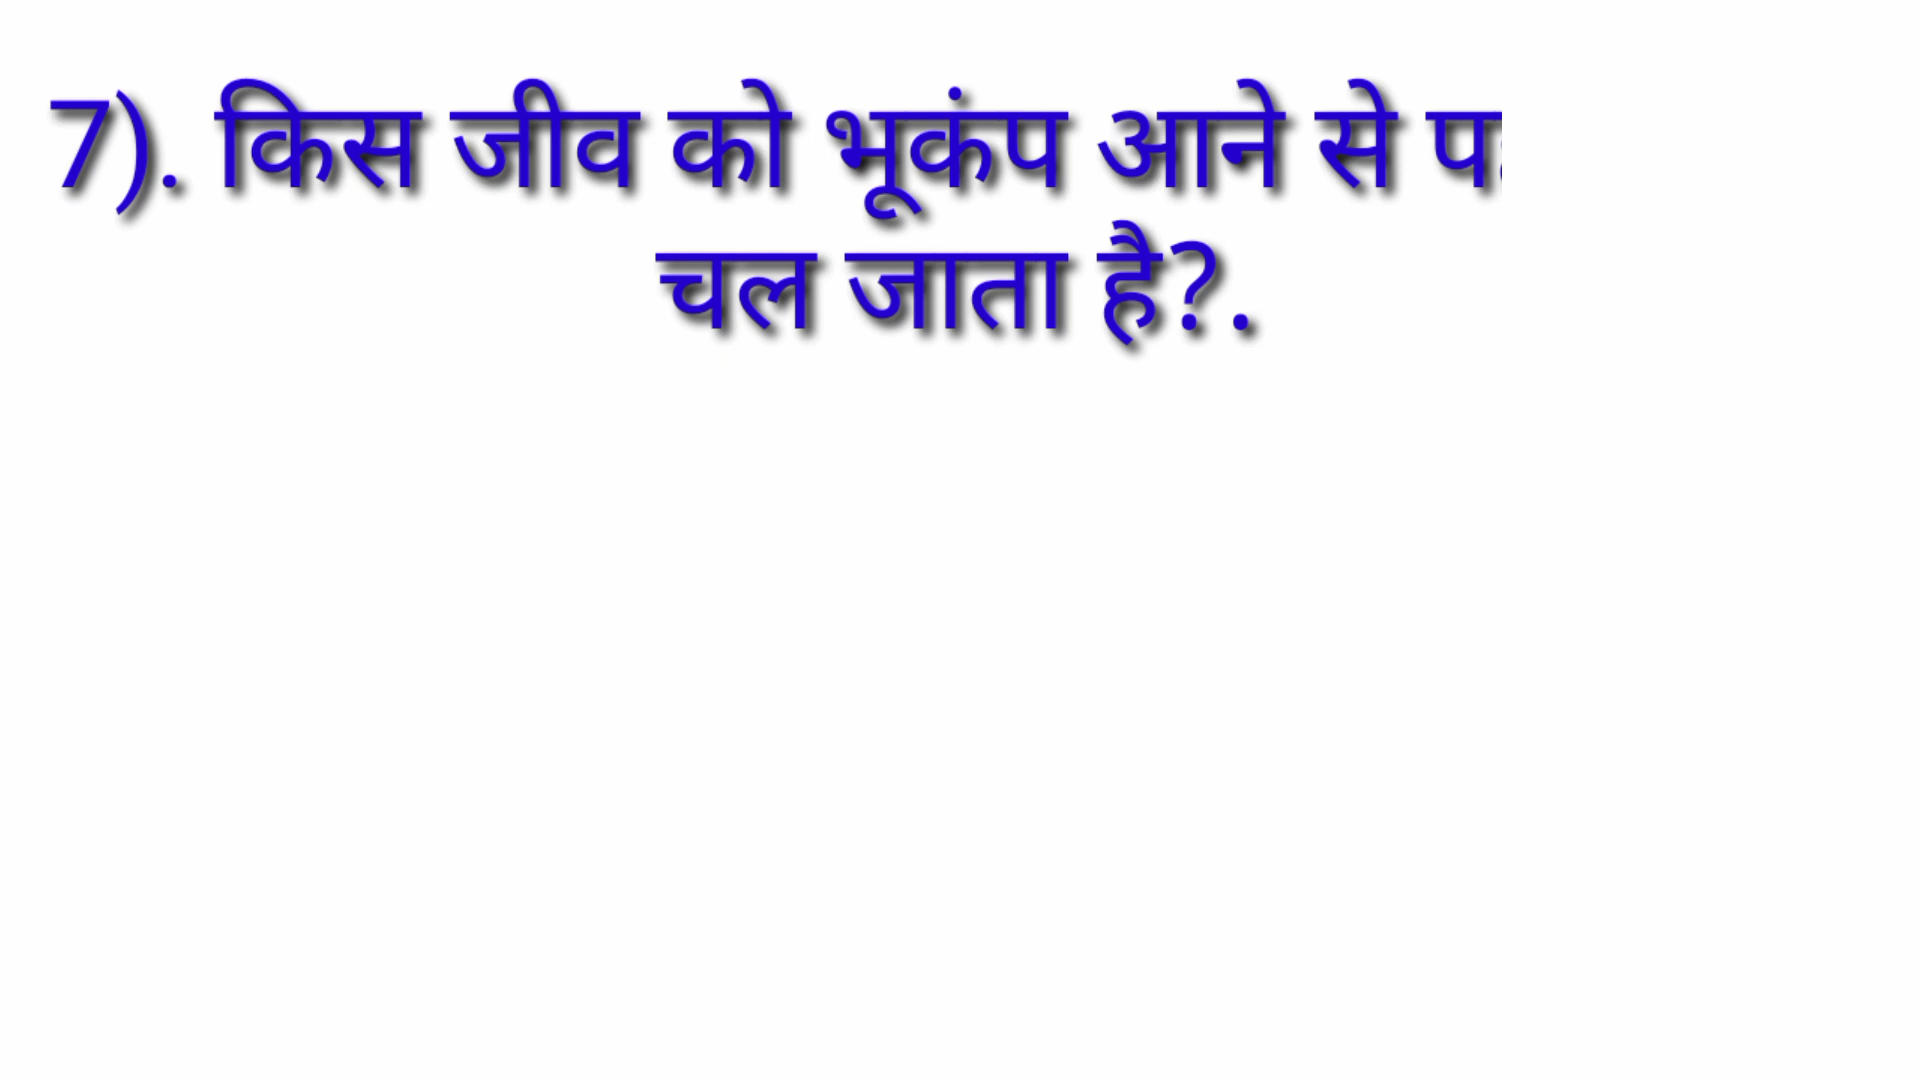 7). किस जीव को भूकंप आने से
चल जाता है?.